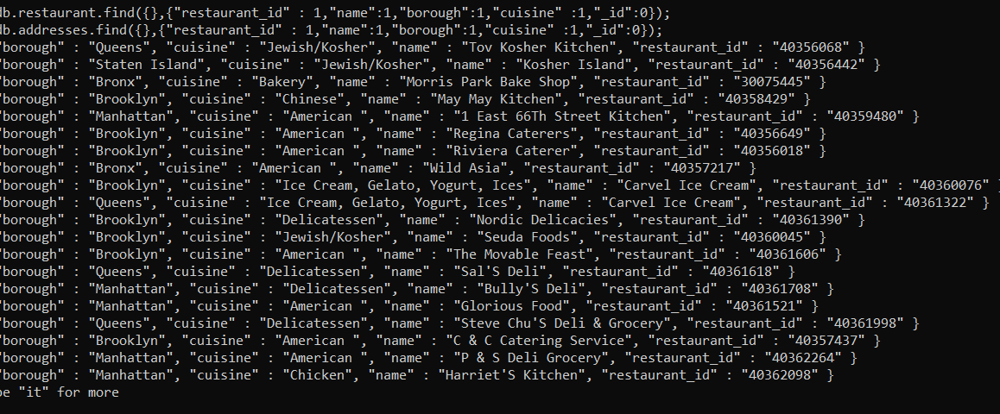 db.restaurant.find({},{"restaurant_id" : 1,"name":1,"borough":1,"cuisine" :1,"_id":0});
db.addresses.find({},{"restaurant_id" : 1,"name":1,"borough":1,"cuisine" :1,"_id":0});
"borough" : "Queens", "cuisine" : "Jewish/Kosher", "name" : "Tov Kosher Kitchen", "restaurant_id" : "40356068" }
"borough" : "Staten Island", "cuisine" : "Jewish/Kosher", "name" : "Kosher Island", "restaurant_id" : "40356442" }
"borough" : "Bronx", "cuisine" : "Bakery", "name" : "Morris Park Bake Shop", "restaurant_id" : "30075445" }
"borough" : "Brooklyn", "cuisine" : "Chinese", "name" : "May May Kitchen", "restaurant_id" : "40358429" }
"borough" : "Manhattan", "cuisine" : "American ", "name" : "1 East 66Th Street Kitchen", "restaurant_id" : "40359480" }
"borough" : "Brooklyn", "cuisine" : "American ", "name" : "Regina Caterers", "restaurant_id" : "40356649" }
"borough" : "Brooklyn", "cuisine" : "American ", "name" : "Riviera Caterer", "restaurant_id" : "40356018" }
"borough" : "Bronx", "cuisine" : "American ", "name" : "Wild Asia", "restaurant_id" : "40357217" }
"borough" : "Brooklyn", "cuisine" : "Ice Cream, Gelato, Yogurt, Ices", "name" : "Carvel Ice Cream", "restaurant_id" : "40360076" }
"borough" : "Queens", "cuisine" : "Ice Cream, Gelato, Yogurt, Ices", "name" : "Carvel Ice Cream", "restaurant_id" : "40361322" }
"borough" : "Brooklyn", "cuisine" : "Delicatessen", "name" : "Nordic Delicacies", "restaurant_id" : "40361390" }
"borough" : "Brooklyn", "cuisine" : "Jewish/Kosher", "name" : "Seuda Foods", "restaurant_id" : "40360045" }
"borough" : "Brooklyn", "cuisine" : "American ", "name" : "The Movable Feast", "restaurant_id" : "40361606" }
"borough" : "Queens", "cuisine" : "Delicatessen", "name" : "Sal'S Deli", "restaurant_id" : "40361618" }
"borough" : "Manhattan", "cuisine" : "Delicatessen", "name" : "Bully'S Deli", "restaurant_id" : "40361708" }
"borough" : "Manhattan", "cuisine" : "American ", "name" : "Glorious Food", "restaurant_id" : "40361521" }
"borough" : "Queens", "cuisine" : "Delicatessen", "name" : "Steve Chu'S Deli & Grocery", "restaurant_id" : "40361998" }
"borough" : "Brooklyn", "cuisine" : "American ", "name" : "C & C Catering Service", "restaurant_id" : "40357437" }
"borough" : "Manhattan", "cuisine" : "American ", "name" : "P & S Deli Grocery", "restaurant_id" : "40362264" }
"borough" : "Manhattan", "cuisine" : "Chicken", "name" : "Harriet'S Kitchen", "restaurant_id" : "40362098" }
pe "it" for more